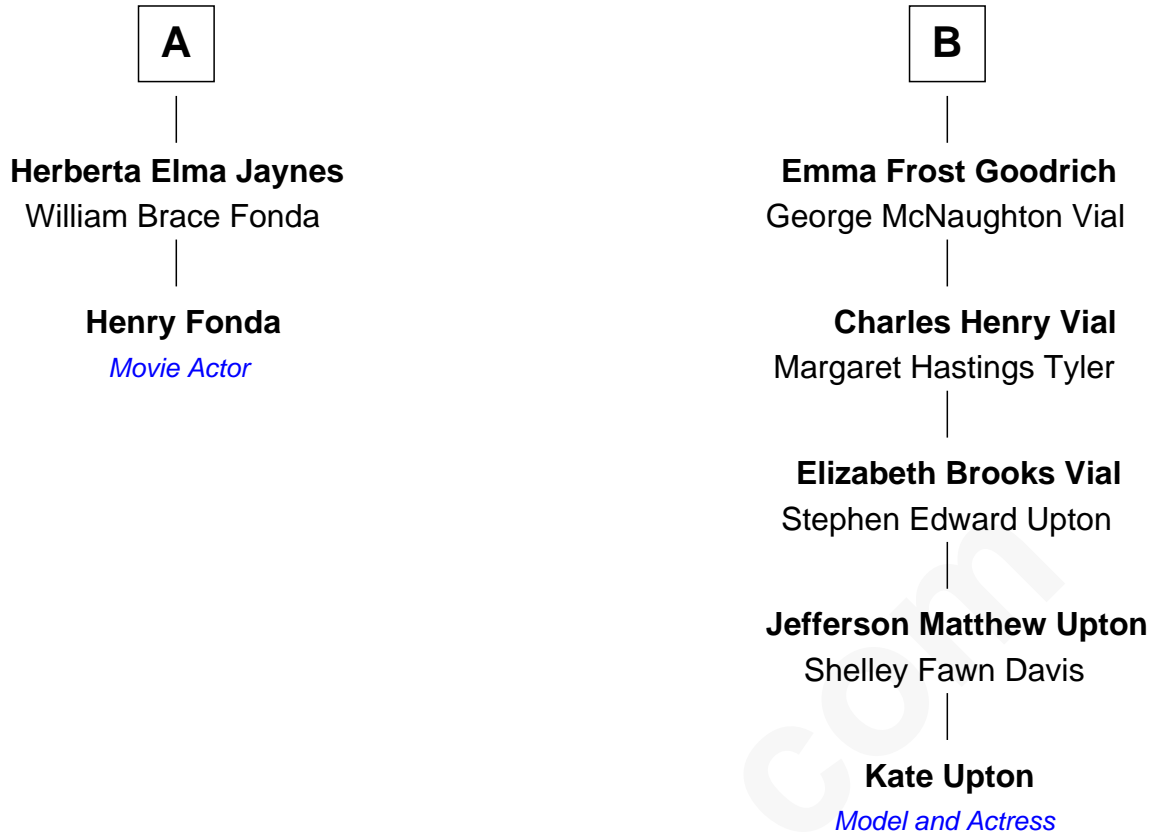 A
Herberta Elma Jaynes
William Brace Fonda
Henry Fonda
Movie Actor
B
Emma Frost Goodrich
George McNaughton Vial
Charles Henry Vial
Margaret Hastings Tyler
Elizabeth Brooks Vial
Stephen Edward Upton
Jefferson Matthew Upton
Shelley Fawn Davis
Kate Upton
Model and Actress
com